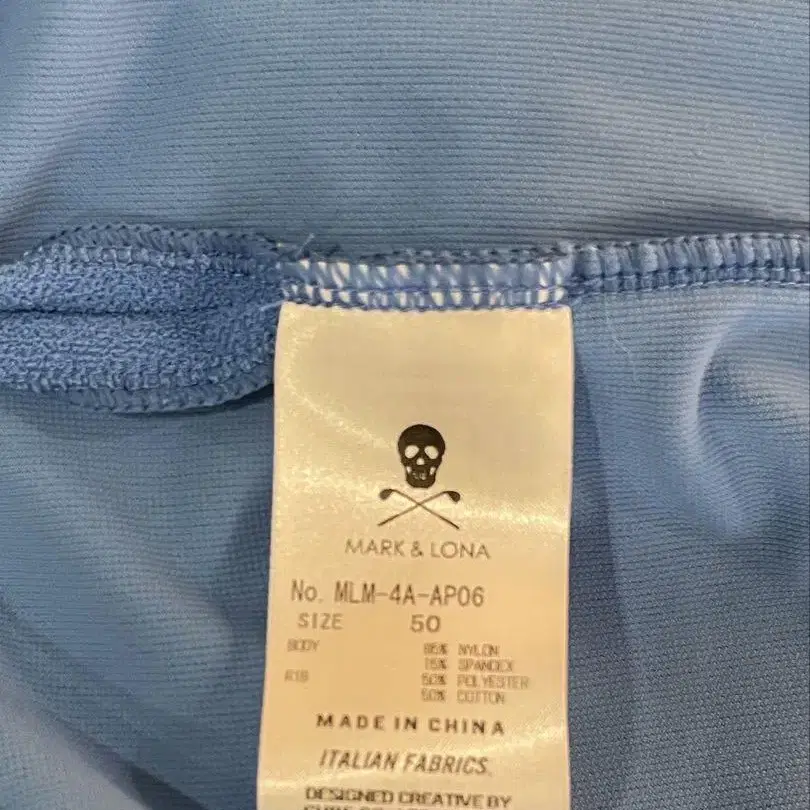 MARK & LONA
No. MLM-4A-AP06
SIZE 50
BODY 85% NYLON
15% SPANDEX
RIB 50% POLYESTER
50% COTTON
MADE IN CHINA
ITALIAN FABRICS.
DESIGNED CREATIVE BY